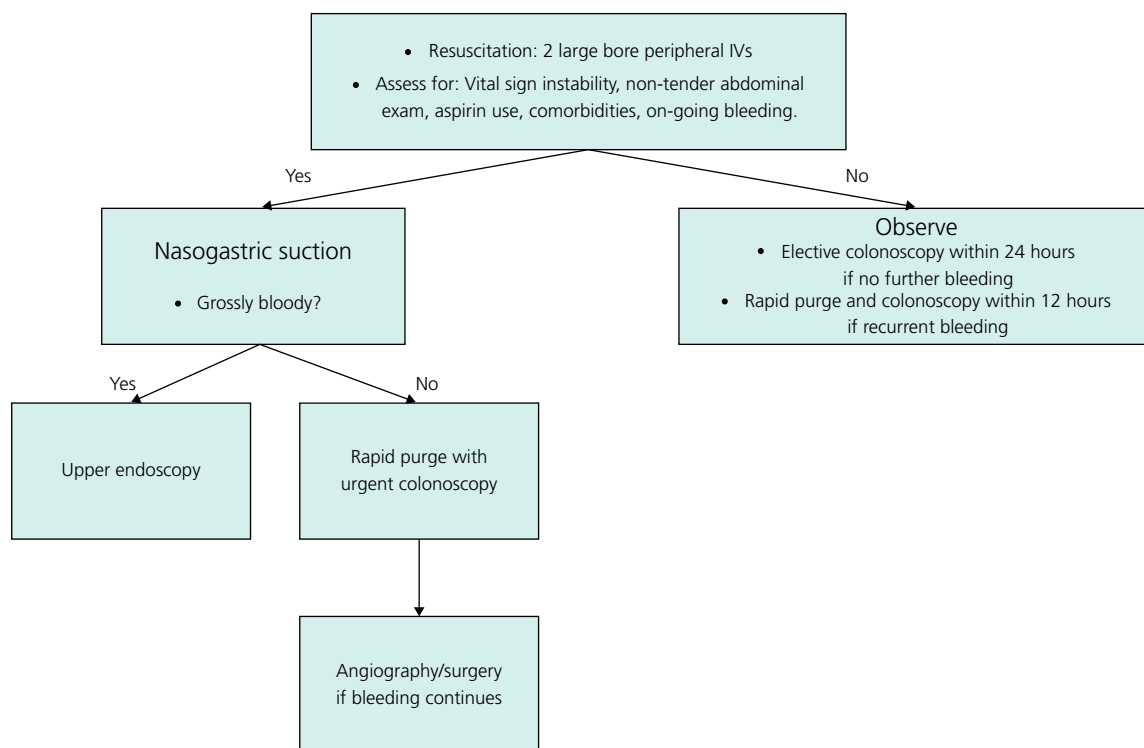 • Resuscitation: 2 large bore peripheral IVs
• Assess for: Vital sign instability, non-tender abdominal
exam, aspirin use, comorbidities, on-going bleeding.
Yes
No
Nasogastric suction
• Grossly bloody?
Observe
• Elective colonoscopy within 24 hours
if no further bleeding
• Rapid purge and colonoscopy within 12 hours
if recurrent bleeding
Yes
No
Upper endoscopy
Rapid purge with
urgent colonoscopy
Angiography/surgery
if bleeding continues